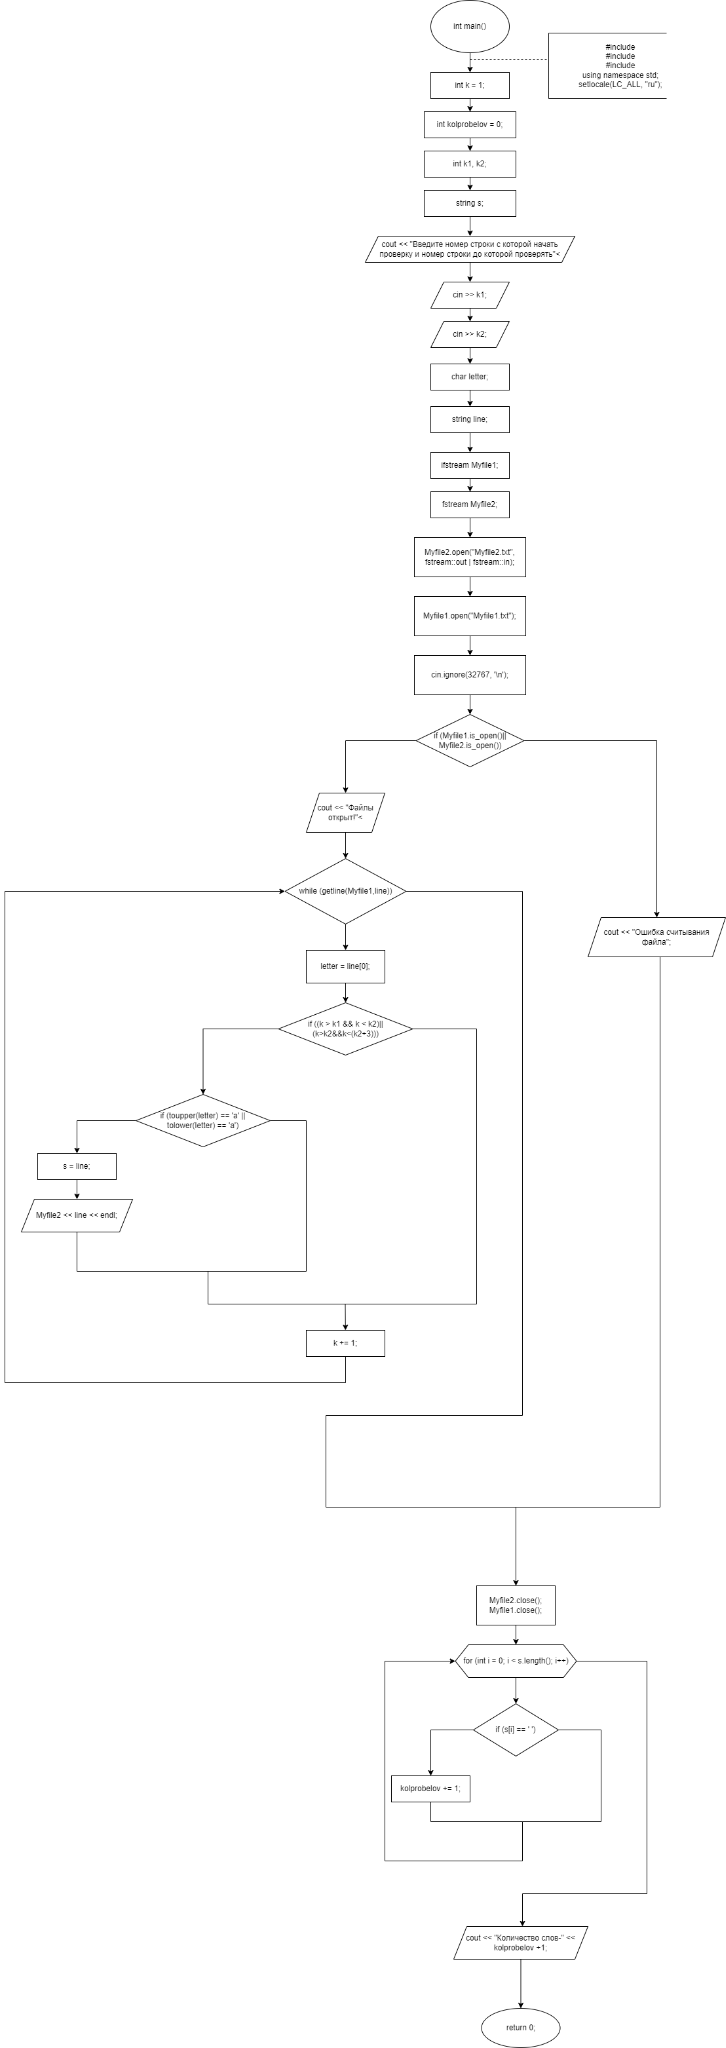 int main()
#include
#include
#include
using namespace std;
setlocale(LC_ALL, "ru");
int k = 1;
int kolprobelov = 0;
int k1, k2;
string s;
cout << "Введите номер строки с которой начать
проверку и номер строки до которой проверять"<
cin >> k1;
cin >> k2;
char letter;
string line;
ifstream Myfile1;
fstream Myfile2;
Myfile2.open("Myfile2.txt",
fstream::out | fstream::in);
Myfile1.open("Myfile1.txt");
cin.ignore(32767, '\n');
if (Myfile1.is_open()||
Myfile2.is_open())
cout << "Файлы
открыт!"<
while (getline(Myfile1,line))
cout << "Ошибка считывания
файла";
letter = line[0];
if ((k > k1 && k < k2)||
(k>k2&&k<(k2+3)))
if (toupper(letter) == 'a' ||
tolower(letter) == 'a')
s = line;
Myfile2 << line << endl;
k += 1;
Myfile2.close();
Myfile1.close();
for (int i = 0; i < s.length(); i++)
if (s[i] == ' ')
kolprobelov += 1;
cout << "Количество слов-" <<
kolprobelov +1;
return 0;